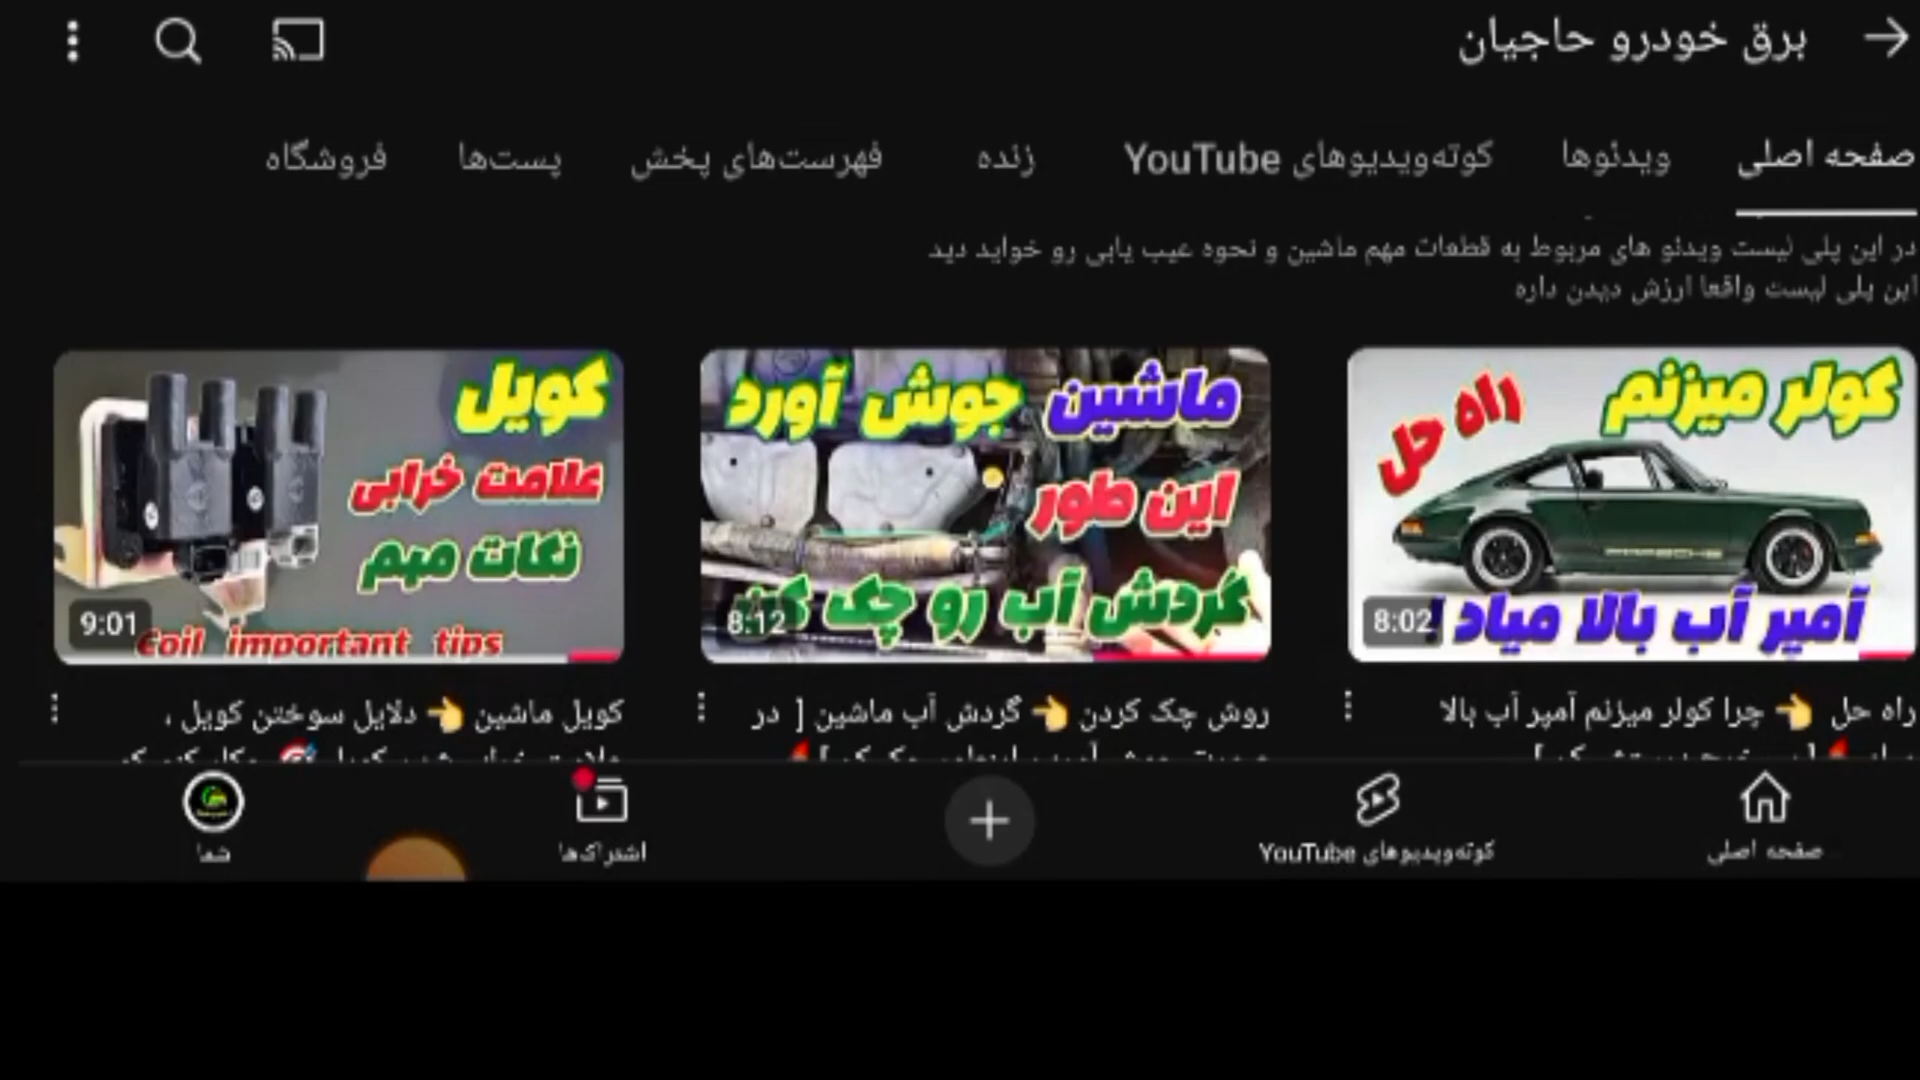 برق خودرو حاجیان
صفحه اصلی
ویدئوها
کوته‌ویدیوهای YouTube
زنده
فهرست‌های پخش
پست‌ها
فروشگاه
در این پلی لیست ویدئو های مربوط به قطعات مهم ماشین و نحوه عیب یابی رو خواید دید
این پلی لیست واقعا ارزش دیدن داره
کولر میزنم
راه حل
آمپر آب بالا میاد !
8:02
ماشین جوش آورد
این طور
گردش آب رو چک کن
8:12
کویل
علامت خرابی
نکات مهم
Coil important tips
9:01
راه حل 👈 چرا کولر میزنم آمپر آب بالا
روش چک کردن 👈 گردش آب ماشین [ در
کویل ماشین 👈 دلایل سوختن کویل ،
صفحه اصلی
کوته‌ویدیوهای YouTube
اشتراک‌ها
شما